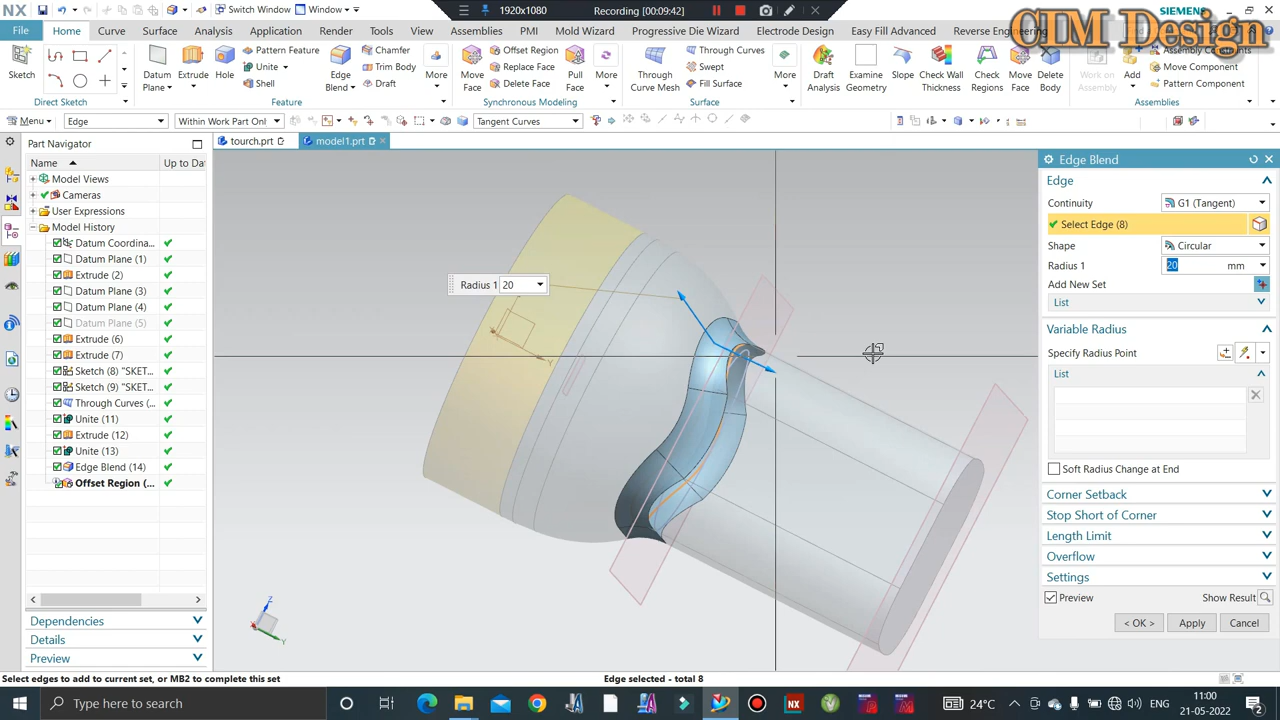 NX Switch Window Window 1920x1080 Recording [00:09:42] SIEMENS
CIM Design
File Home Curve Surface Analysis Application Render Tools View Assemblies PMI Mold Wizard Progressive Die Wizard Electrode Design Easy Fill Advanced Reverse Engineering
Sketch Datum Plane Extrude Hole Pattern Feature Unite Shell Edge Blend Chamfer Trim Body Draft More
Move Face Offset Region Replace Face Delete Face Pull Face More Through Curve Mesh Through Curves Swept Fill Surface More
Draft Analysis Examine Geometry Slope Check Wall Thickness Check Regions Move Face Delete Body Work on Assembly Add Assembly Constraints Move Component Pattern Component
Direct Sketch Feature Synchronous Modeling Surface Assemblies
Menu Edge Within Work Part Only Tangent Curves
Part Navigator
tourch.prt model1.prt
Name Up to Da
Model Views
Cameras
User Expressions
Model History
Datum Coordina...
Datum Plane (1)
Extrude (2)
Datum Plane (3)
Datum Plane (4)
Datum Plane (5)
Extrude (6)
Extrude (7)
Sketch (8) "SKET...
Sketch (9) "SKET...
Through Curves (...
Unite (11)
Extrude (12)
Unite (13)
Edge Blend (14)
Offset Region (...
Dependencies
Details
Preview
Radius 1 20
Z
Y
Edge Blend
Edge
Continuity G1 (Tangent)
Select Edge (8)
Shape Circular
Radius 1 20 mm
Add New Set
List
Variable Radius
Specify Radius Point
List
Soft Radius Change at End
Corner Setback
Stop Short of Corner
Length Limit
Overflow
Settings
Preview Show Result
< OK > Apply Cancel
Select edges to add to current set, or MB2 to complete this set Edge selected - total 8
Type here to search 24°C ENG 11:00
21-05-2022